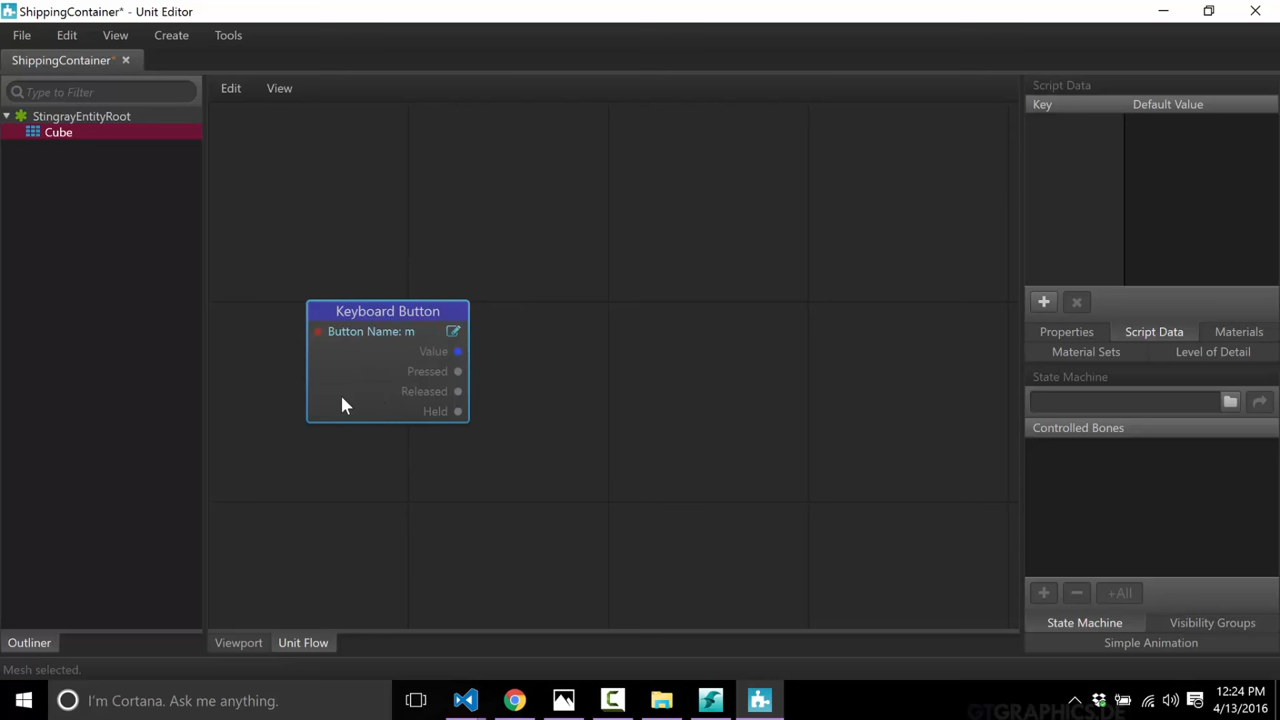 ShippingContainer* - Unit Editor
File Edit View Create Tools
ShippingContainer*
Type to Filter
StingrayEntityRoot
Cube
Edit View
Keyboard Button
Button Name: m
Value
Pressed
Released
Held
Script Data
Key Default Value
Properties Script Data Materials
Material Sets Level of Detail
State Machine
Controlled Bones
+All
State Machine Visibility Groups
Simple Animation
Outliner
Viewport Unit Flow
Mesh selected.
I'm Cortana. Ask me anything.
12:24 PM
4/13/2016
GTGRAPHICS.DE